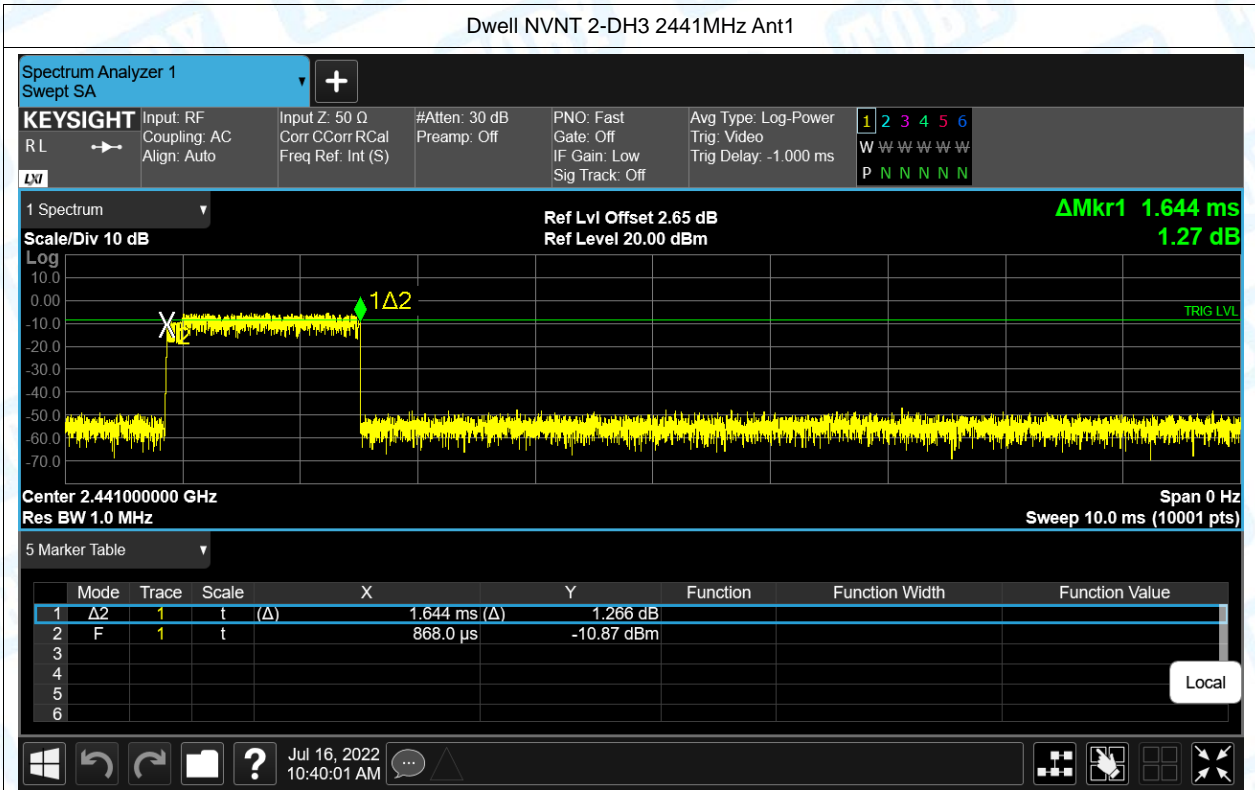 Dwell NVNT 2-DH3 2441MHz Ant1
Spectrum Analyzer 1
Swept SA
KEYSIGHT
RL
LXI
Input: RF
Coupling: AC
Align: Auto
Input Z: 50 Ω
Corr CCorr RCal
Freq Ref: Int (S)
#Atten: 30 dB
Preamp: Off
PNO: Fast
Gate: Off
IF Gain: Low
Sig Track: Off
Avg Type: Log-Power
Trig: Video
Trig Delay: -1.000 ms
1 2 3 4 5 6
W W W W W W
P N N N N N
1 Spectrum
Scale/Div 10 dB
Ref Lvl Offset 2.65 dB
Ref Level 20.00 dBm
ΔMkr1 1.644 ms
1.27 dB
Log
10.0
0.00
-10.0
-20.0
-30.0
-40.0
-50.0
-60.0
-70.0
1Δ2
X
2
TRIG LVL
Center 2.441000000 GHz
Res BW 1.0 MHz
Span 0 Hz
Sweep 10.0 ms (10001 pts)
5 Marker Table
Mode Trace Scale X Y Function Function Width Function Value
1 Δ2 1 t (Δ) 1.644 ms (Δ) 1.266 dB
2 F 1 t 868.0 µs -10.87 dBm
3
4
5
6
Local
?
Jul 16, 2022
10:40:01 AM